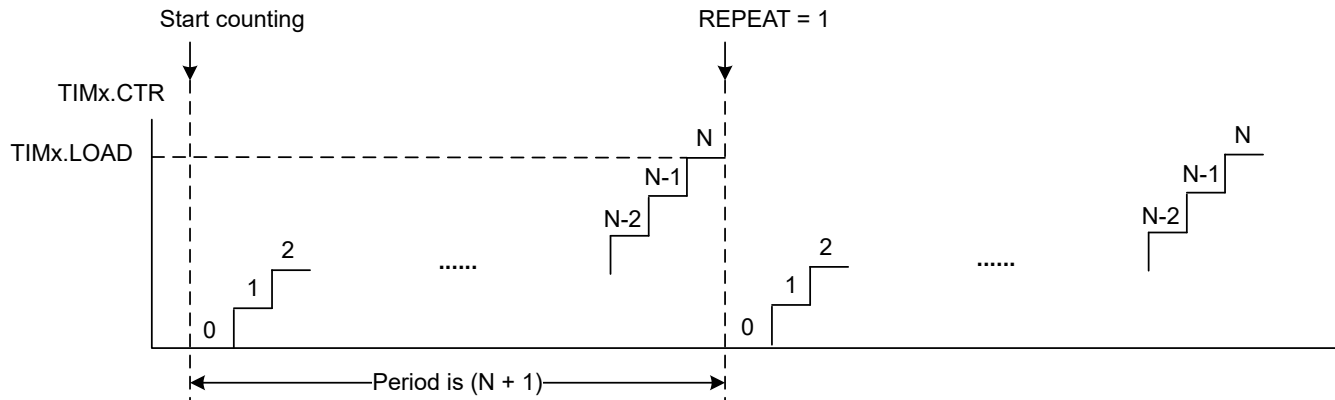 Start counting
REPEAT = 1
TIMx.CTR
TIMx.LOAD
N
N
N-1
N-1
N-2
N-2
2
2
......
......
1
1
0
0
Period is (N + 1)